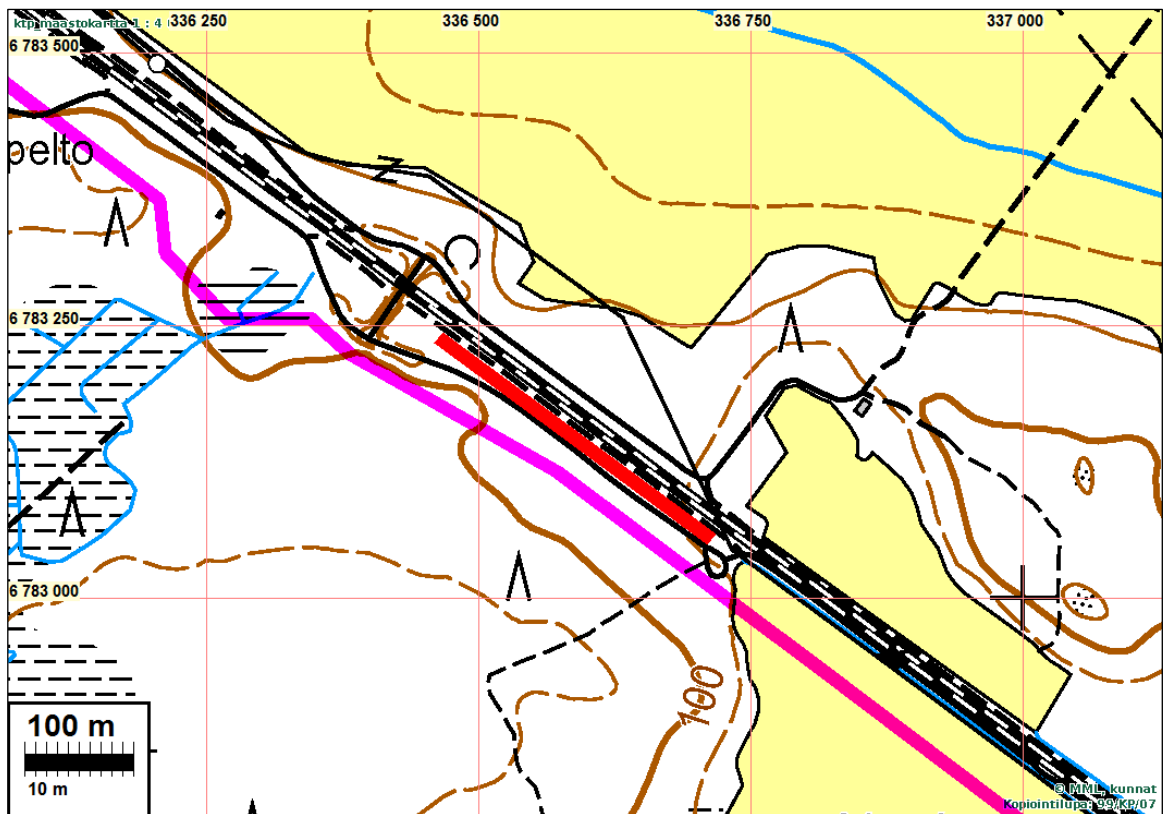 336 250
336 500
336 750
337 000
ktp_maastokartta 1 : 4
6 783 500
pelto
6 783 250
6 783 000
100
100 m
10 m
© MML, kunnat
Kopiointilupa: 99/KP/07